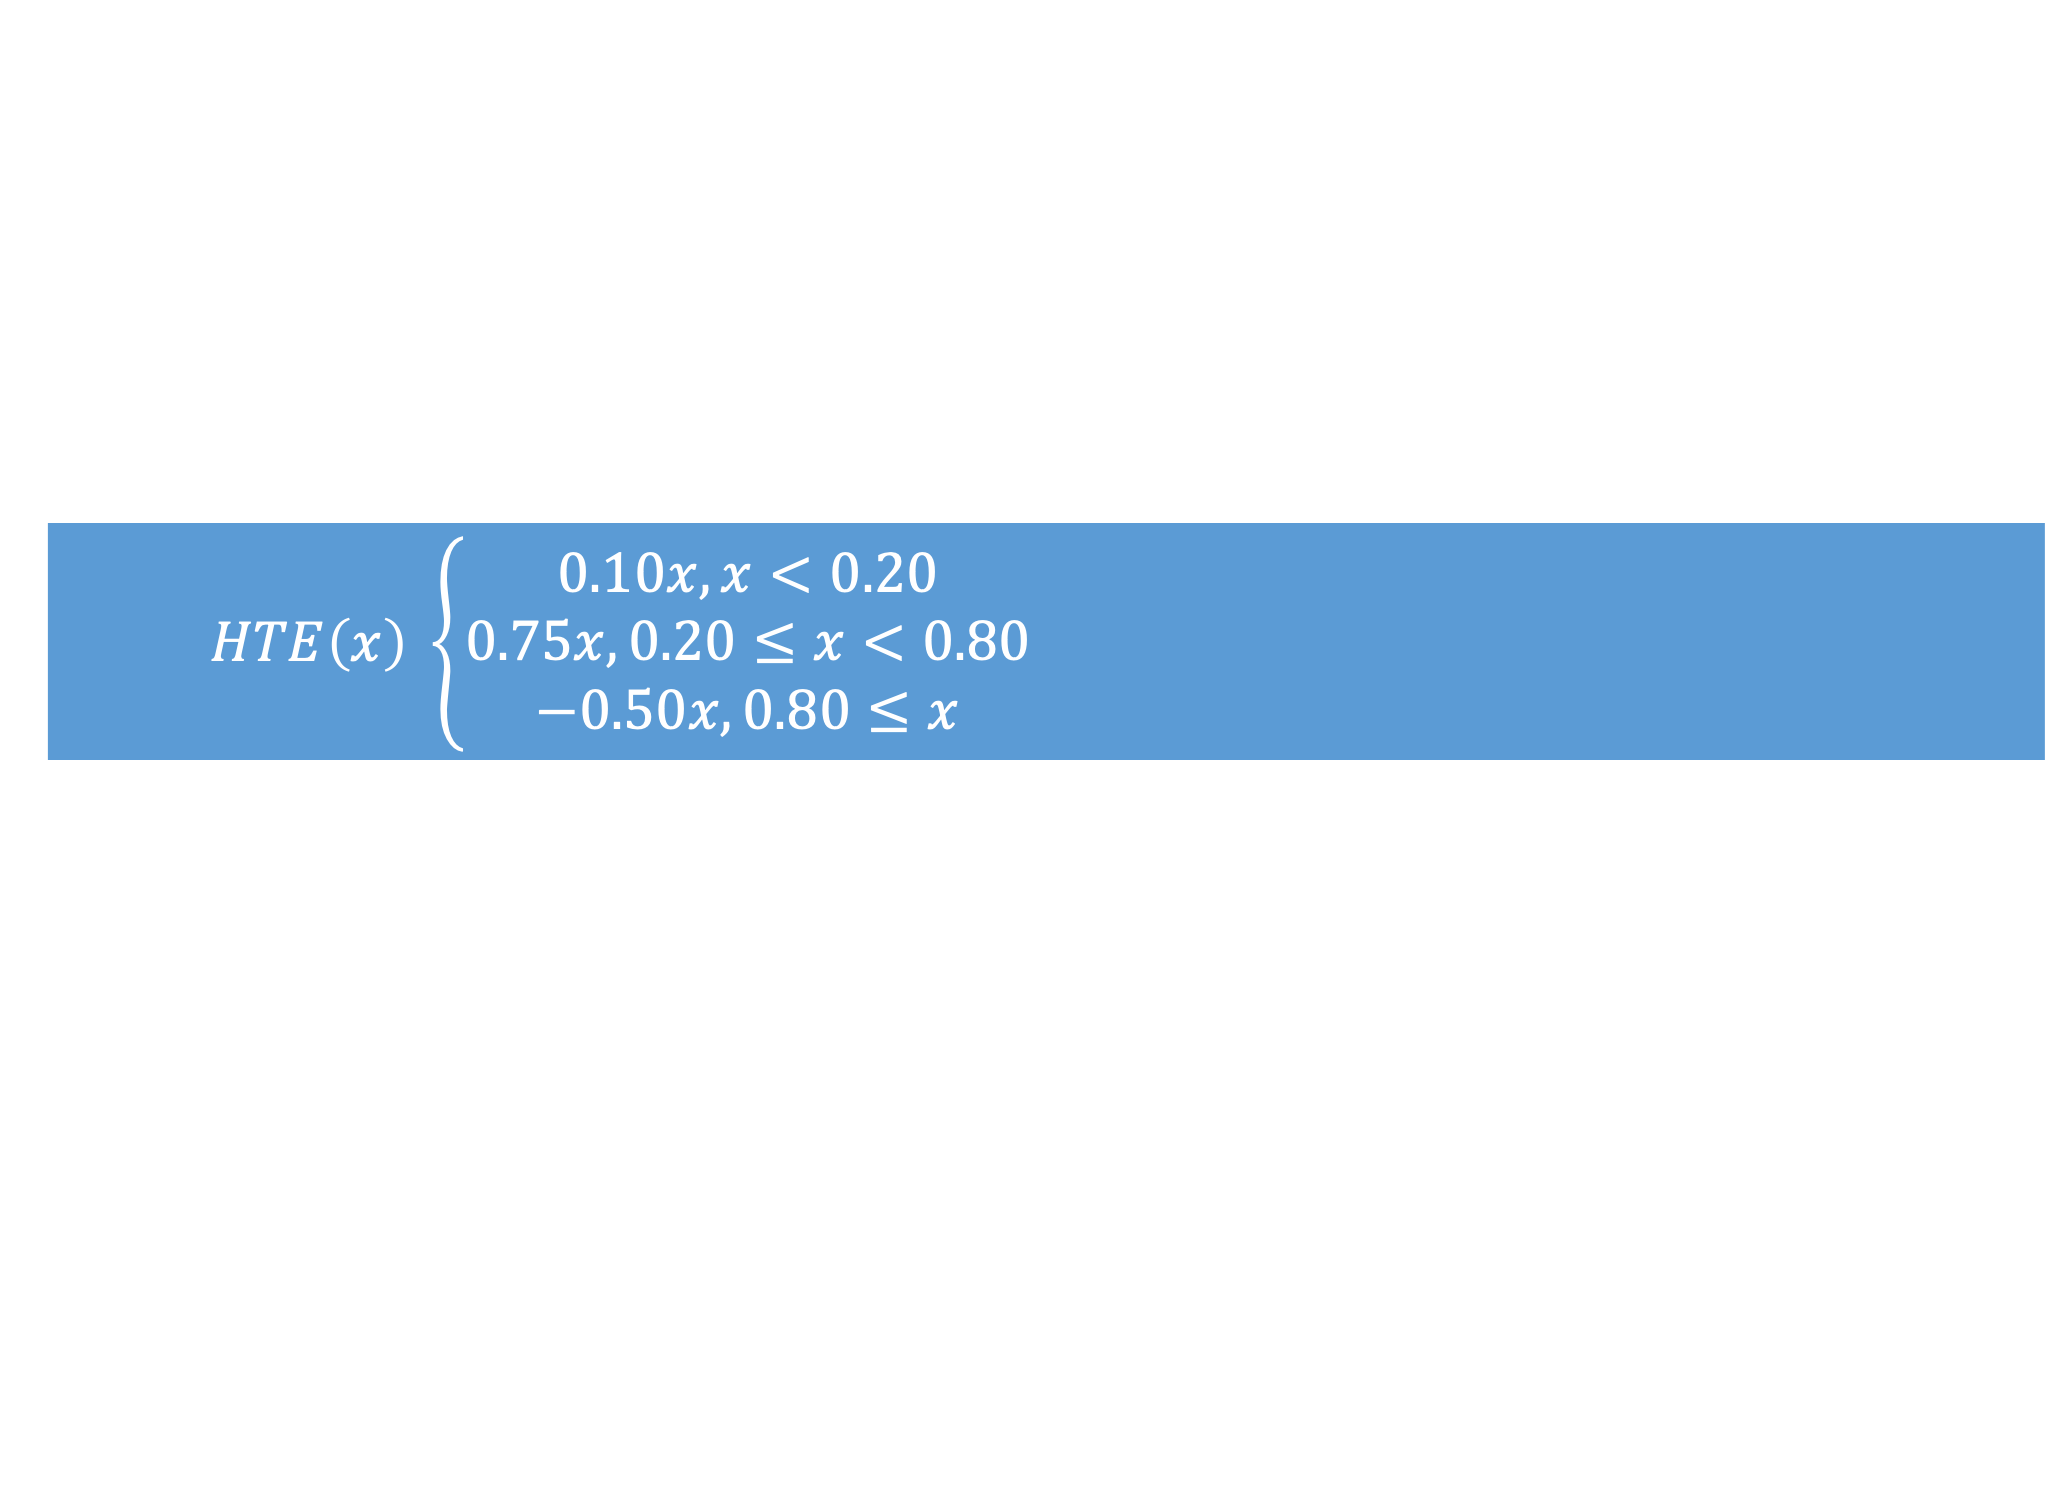 HTE(x) {
0.10x, x < 0.20
0.75x, 0.20 ≤ x < 0.80
−0.50x, 0.80 ≤ x